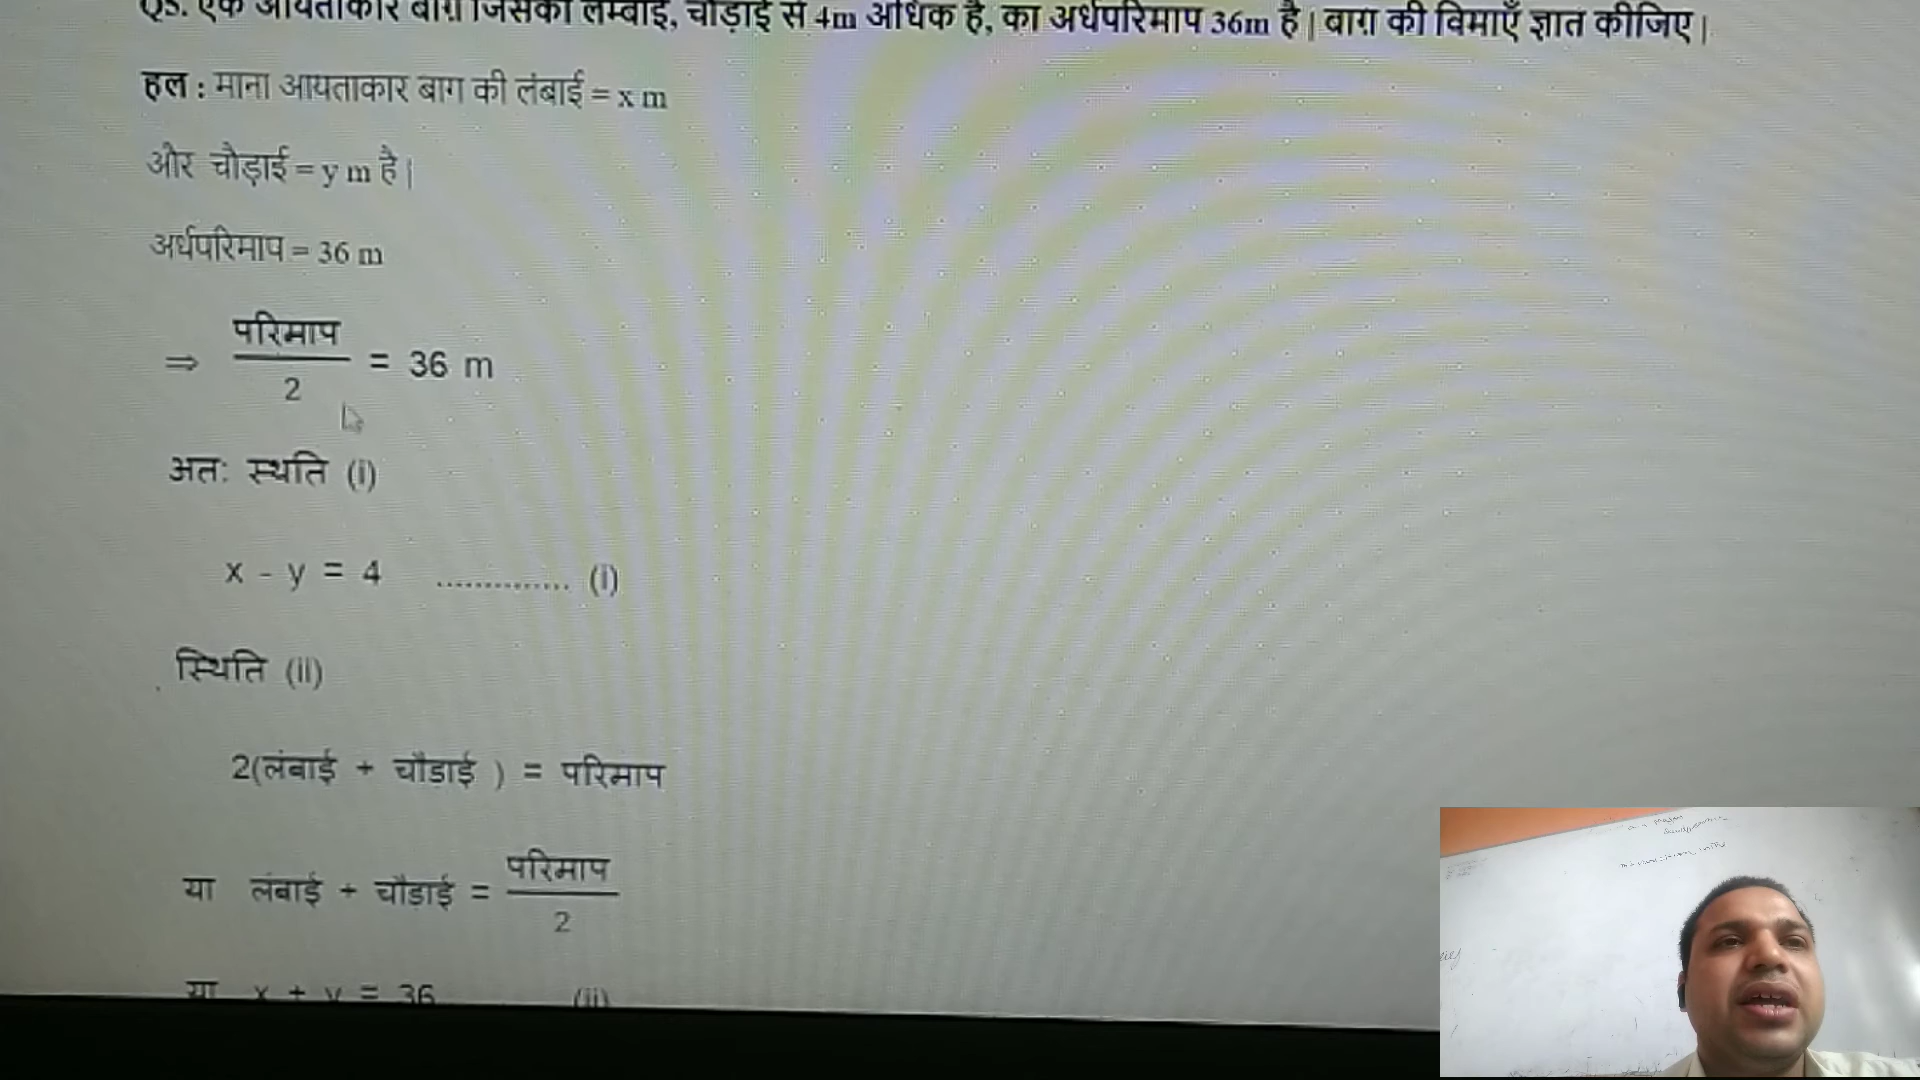 Q5. एक आयताकार बाग़ जिसकी लम्बाई, चौड़ाई से 4m अधिक है, का अर्धपरिमाप 36m है | बाग़ की विमाएँ ज्ञात कीजिए |
हल : माना आयताकार बाग की लंबाई = x m
और चौड़ाई = y m है |
अर्धपरिमाप = 36 m
⇒ परिमाप/2 = 36 m
अतः स्थति (i)
x - y = 4 .............. (i)
स्थिति (ii)
2(लंबाई + चौडाई ) = परिमाप
या लंबाई + चौडाई = परिमाप/2
या x + y = 36 (ii)